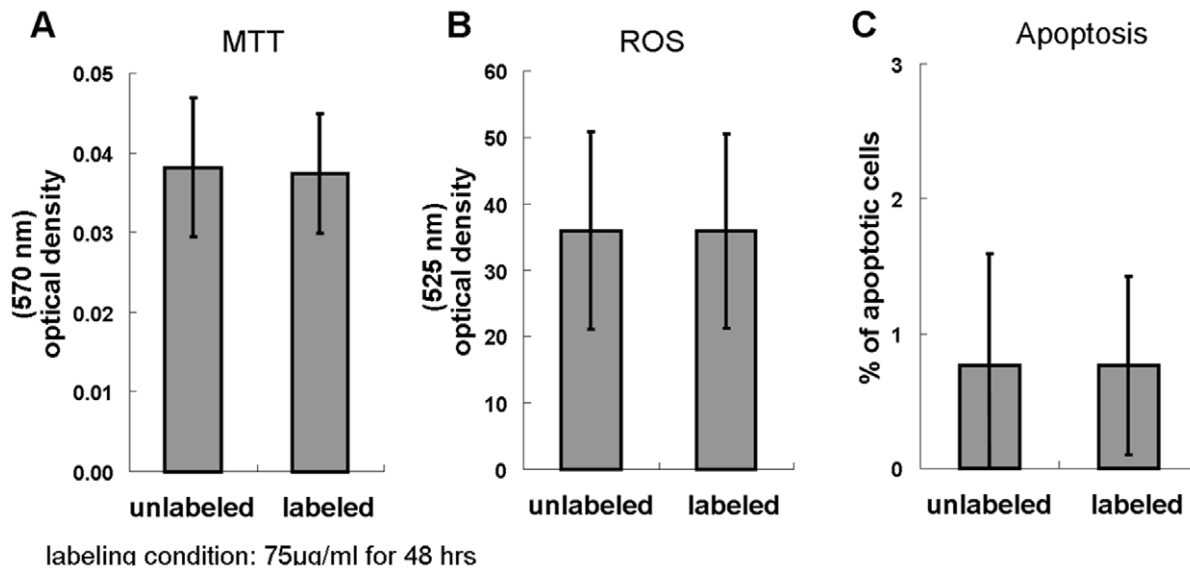 A
MTT
(570 nm)
optical density
0.05
0.04
0.03
0.02
0.01
0.00
unlabeled labeled
B
ROS
(525 nm)
optical density
60
50
40
30
20
10
0
unlabeled labeled
C
Apoptosis
% of apoptotic cells
3
2
1
0
unlabeled labeled
labeling condition: 75µg/ml for 48 hrs